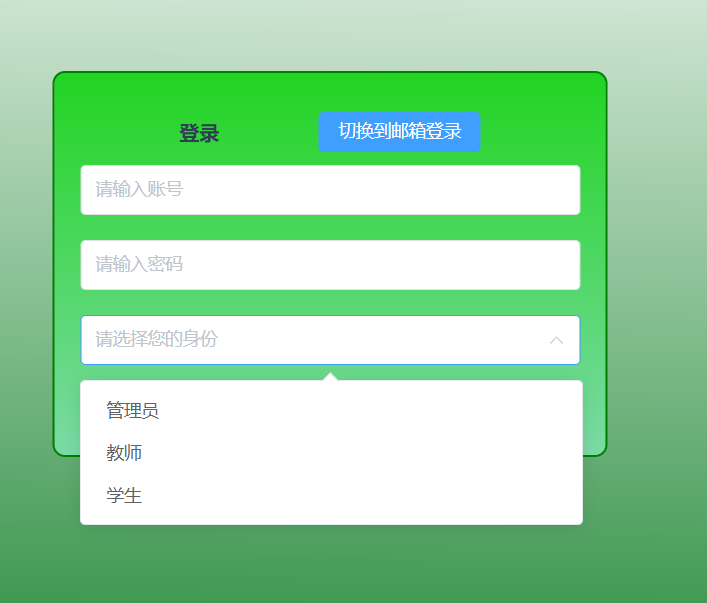 登录
切换到邮箱登录
请输入账号
请输入密码
请选择您的身份
管理员
教师
学生